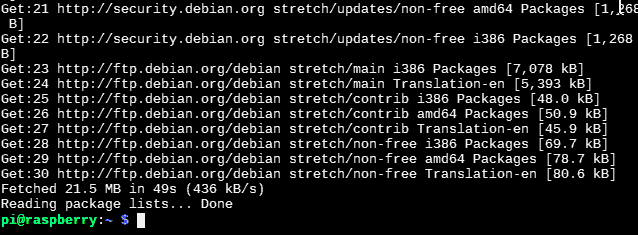 Get:21 http://security.debian.org stretch/updates/non-free amd64 Packages [1,268
 B]
Get:22 http://security.debian.org stretch/updates/non-free i386 Packages [1,268
B]
Get:23 http://ftp.debian.org/debian stretch/main i386 Packages [7,078 kB]
Get:24 http://ftp.debian.org/debian stretch/main Translation-en [5,393 kB]
Get:25 http://ftp.debian.org/debian stretch/contrib i386 Packages [48.0 kB]
Get:26 http://ftp.debian.org/debian stretch/contrib amd64 Packages [50.9 kB]
Get:27 http://ftp.debian.org/debian stretch/contrib Translation-en [45.9 kB]
Get:28 http://ftp.debian.org/debian stretch/non-free i386 Packages [69.7 kB]
Get:29 http://ftp.debian.org/debian stretch/non-free amd64 Packages [78.7 kB]
Get:30 http://ftp.debian.org/debian stretch/non-free Translation-en [80.6 kB]
Fetched 21.5 MB in 49s (436 kB/s)
Reading package lists... Done
pi@raspberry:~ $